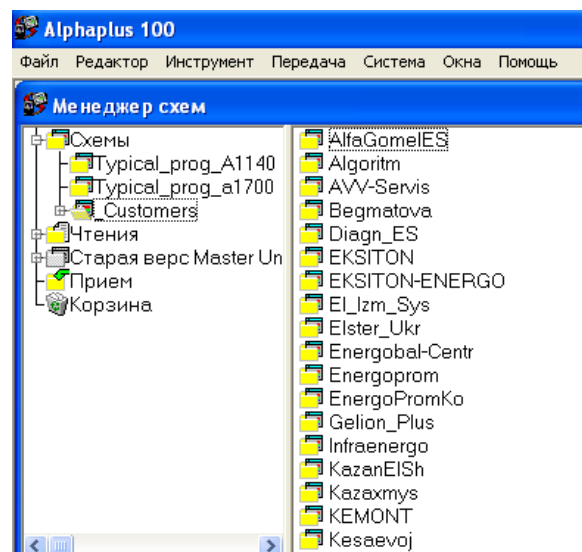 Alphaplus 100
Файл Редактор Инструмент Передача Система Окна Помощь
Менеджер схем
Схемы
Typical_prog_A1140
Typical_prog_a1700
_Customers
Чтения
Старая верс Master Un
Прием
Корзина
AlfaGomelES
Algoritm
AVV-Servis
Begmatova
Diagn_ES
EKSITON
EKSITON-ENERGO
El_Izm_Sys
Elster_Ukr
Energobal-Centr
Energoprom
EnergoPromKo
Gelion_Plus
Infraenergo
KazanElSh
Kazaxmys
KEMONT
Kesaevoj